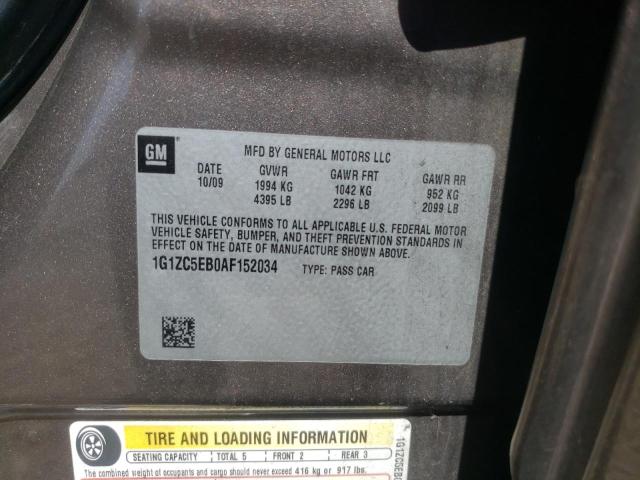 GM
MFD BY GENERAL MOTORS LLC
DATE GVWR GAWR FRT GAWR RR
10/09 1994 KG 1042 KG 952 KG
4395 LB 2296 LB 2099 LB
THIS VEHICLE CONFORMS TO ALL APPLICABLE U.S. FEDERAL MOTOR
VEHICLE SAFETY, BUMPER, AND THEFT PREVENTION STANDARDS IN
EFFECT ON THE DATE OF MANUFACTURE SHOWN ABOVE.
1G1ZC5EB0AF152034 TYPE: PASS CAR
TIRE AND LOADING INFORMATION
SEATING CAPACITY TOTAL 5 FRONT 2 REAR 3
The combined weight of occupants and cargo should never exceed 416 kg or 917 lbs.
1G1ZC5EB0